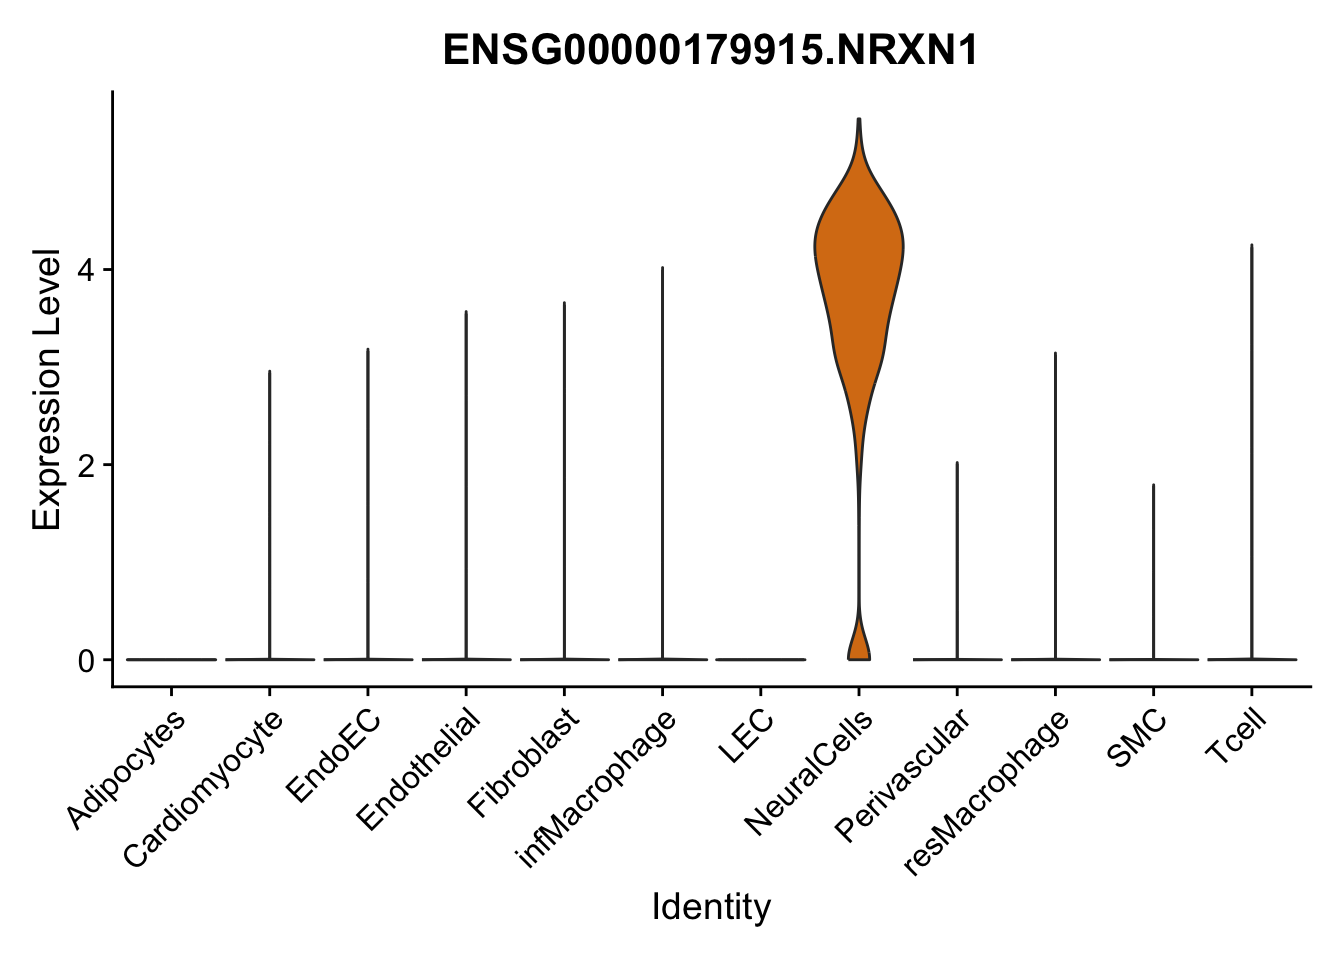 ENSG00000179915.NRXN1
Expression Level
4
2
0
Adipocytes
Cardiomyocyte
EndoEC
Endothelial
Fibroblast
infMacrophage
LEC
NeuralCells
Perivascular
resMacrophage
SMC
Tcell
Identity